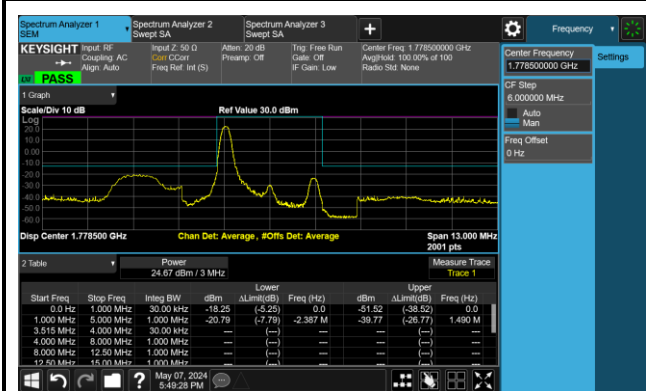 Spectrum Analyzer 1
SEM
Spectrum Analyzer 2
Swept SA
Spectrum Analyzer 3
Swept SA
+
Frequency
KEYSIGHT
Input: RF
Coupling: AC
Align: Auto
Input Z: 50 Ω
Corr CCorr
Freq Ref: Int (S)
Atten: 20 dB
Preamp: Off
Trig: Free Run
Gate: Off
IF Gain: Low
Center Freq: 1.778500000 GHz
Avg|Hold: 100.00% of 100
Radio Std: None
PASS
Center Frequency
1.778500000 GHz
Settings
CF Step
6.000000 MHz
Auto
Man
Freq Offset
0 Hz
1 Graph
Scale/Div 10 dB
Ref Value 30.0 dBm
Log
20.0
10.0
0.00
-10.0
-20.0
-30.0
-40.0
-50.0
-60.0
Disp Center 1.778500 GHz
Chan Det: Average , #Offs Det: Average
Span 13.000 MHz
2001 pts
2 Table
Power
24.67 dBm / 3 MHz
Measure Trace
Trace 1
Lower Upper
Start Freq Stop Freq Integ BW dBm ΔLimit(dB) Freq (Hz) dBm ΔLimit(dB) Freq (Hz)
0.0 Hz 1.000 MHz 30.00 kHz -18.25 (-5.25) 0.0 -51.52 (-38.52) 0.0
1.000 MHz 5.000 MHz 1.000 MHz -20.79 (-7.79) -2.387 M -39.77 (-26.77) 1.490 M
3.515 MHz 4.000 MHz 30.00 kHz --- (---) --- --- (---) ---
4.000 MHz 8.000 MHz 1.000 MHz --- (---) --- --- (---) ---
8.000 MHz 12.50 MHz 1.000 MHz --- (---) --- --- (---) ---
12.50 MHz 15.00 MHz 1.000 MHz --- (---) --- --- (---) ---
?
May 07, 2024
5:49:28 PM